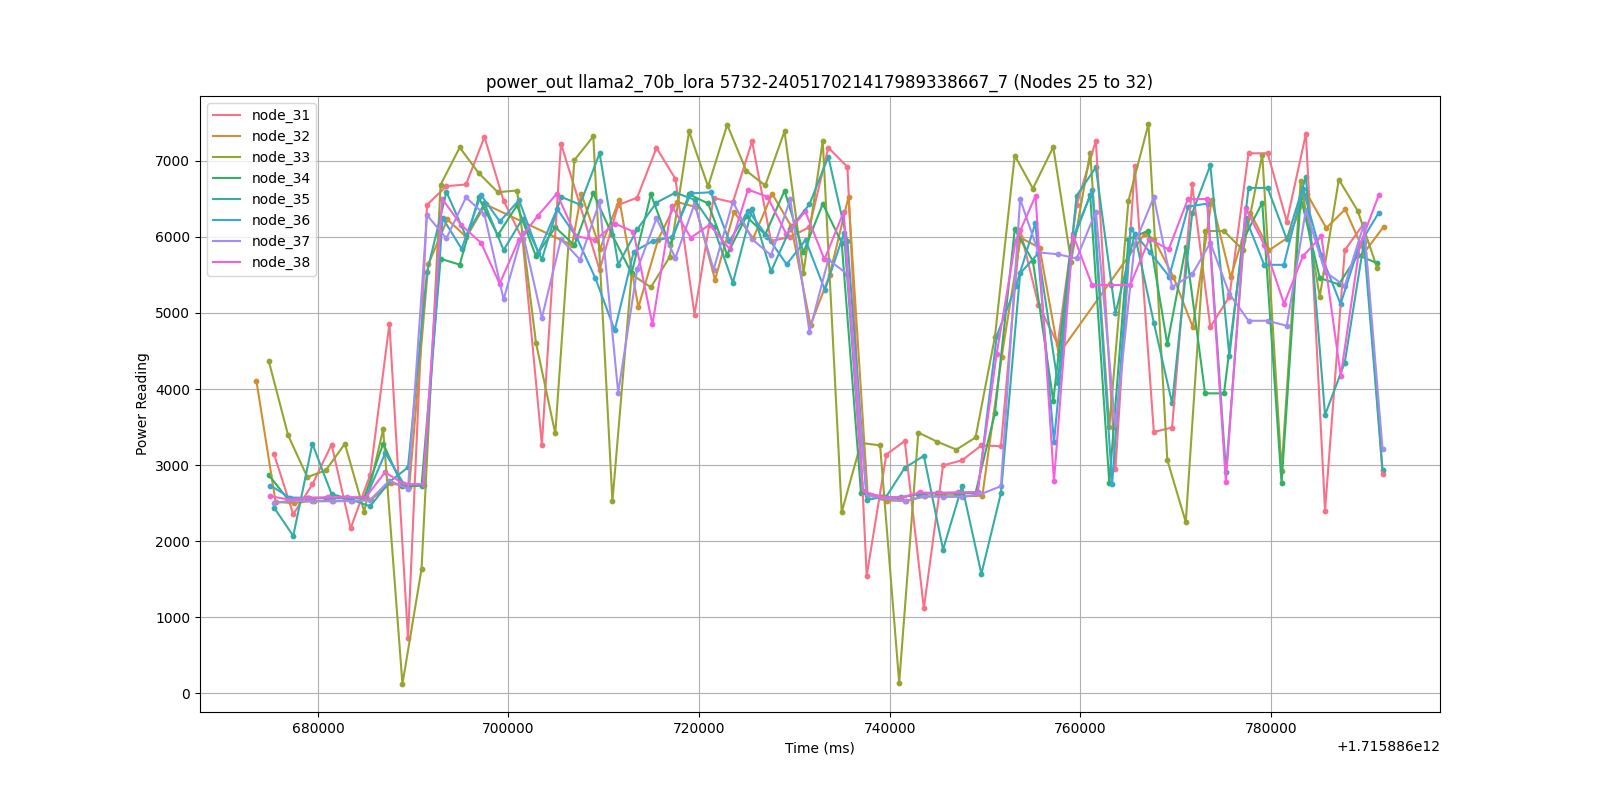 power_out llama2_70b_lora 5732-240517021417989338667_7 (Nodes 25 to 32)
node_31
node_32
node_33
node_34
node_35
node_36
node_37
node_38
7000
6000
5000
4000
3000
2000
1000
0
Power Reading
680000 700000 720000 740000 760000 780000
Time (ms)
+1.715886e12